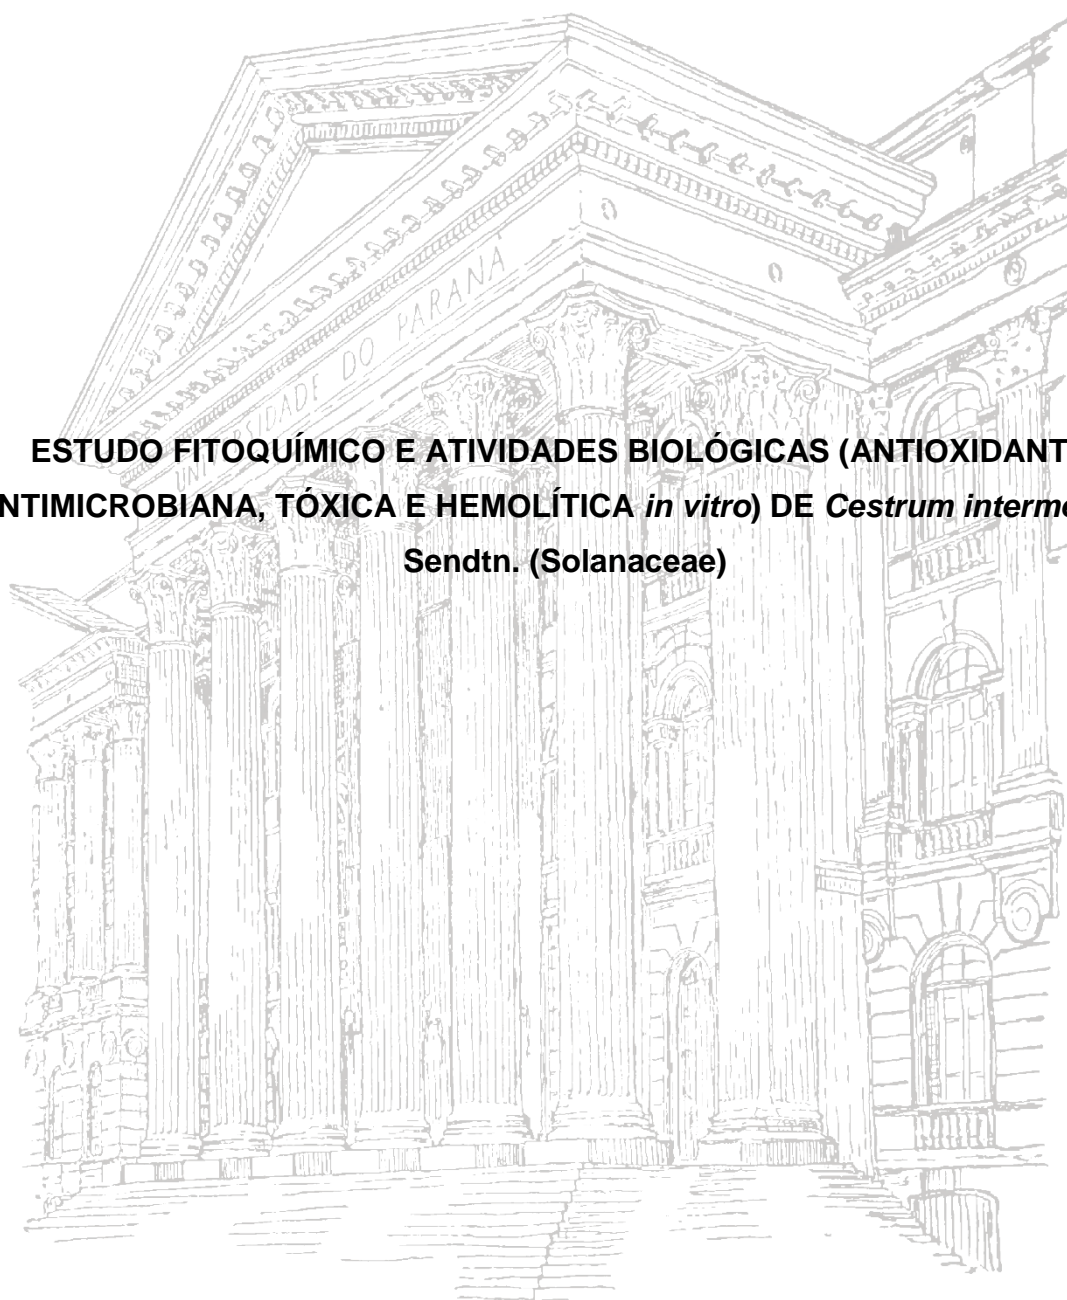 UNIVERSIDADE DO PARANÁ
ESTUDO FITOQUÍMICO E ATIVIDADES BIOLÓGICAS (ANTIOXIDANT
NTIMICROBIANA, TÓXICA E HEMOLÍTICA in vitro) DE Cestrum interme
Sendtn. (Solanaceae)